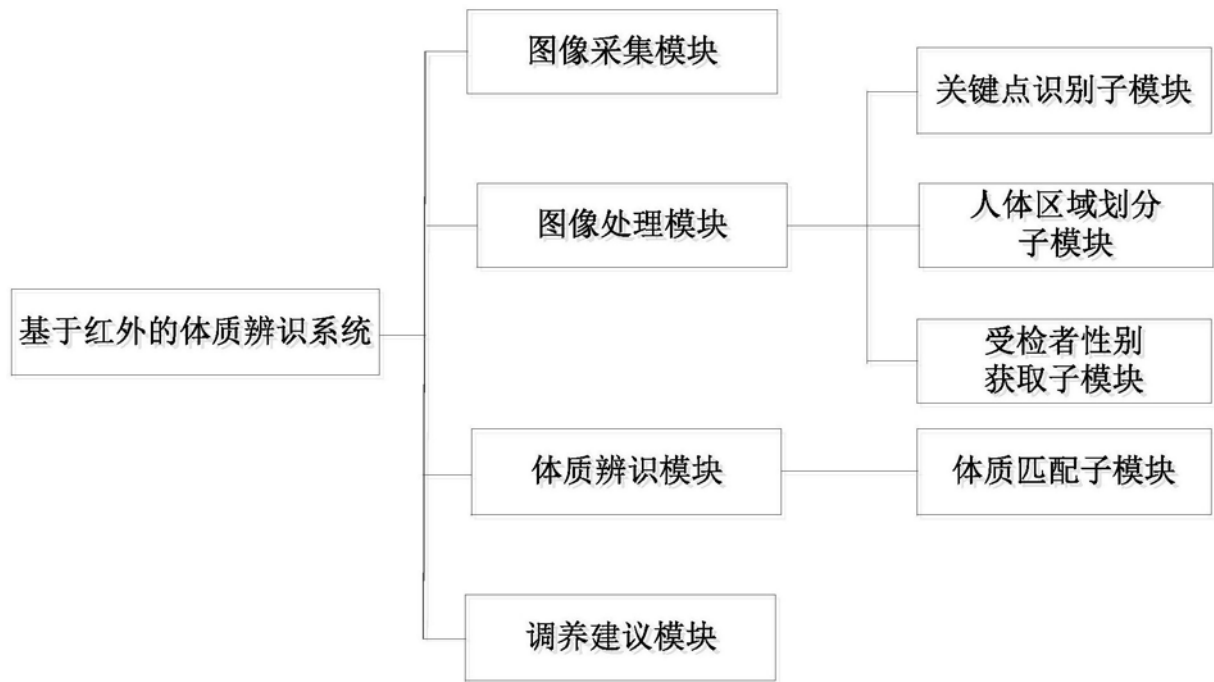 基于红外的体质辨识系统
图像采集模块
图像处理模块
体质辨识模块
调养建议模块
关键点识别子模块
人体区域划分
子模块
受检者性别
获取子模块
体质匹配子模块